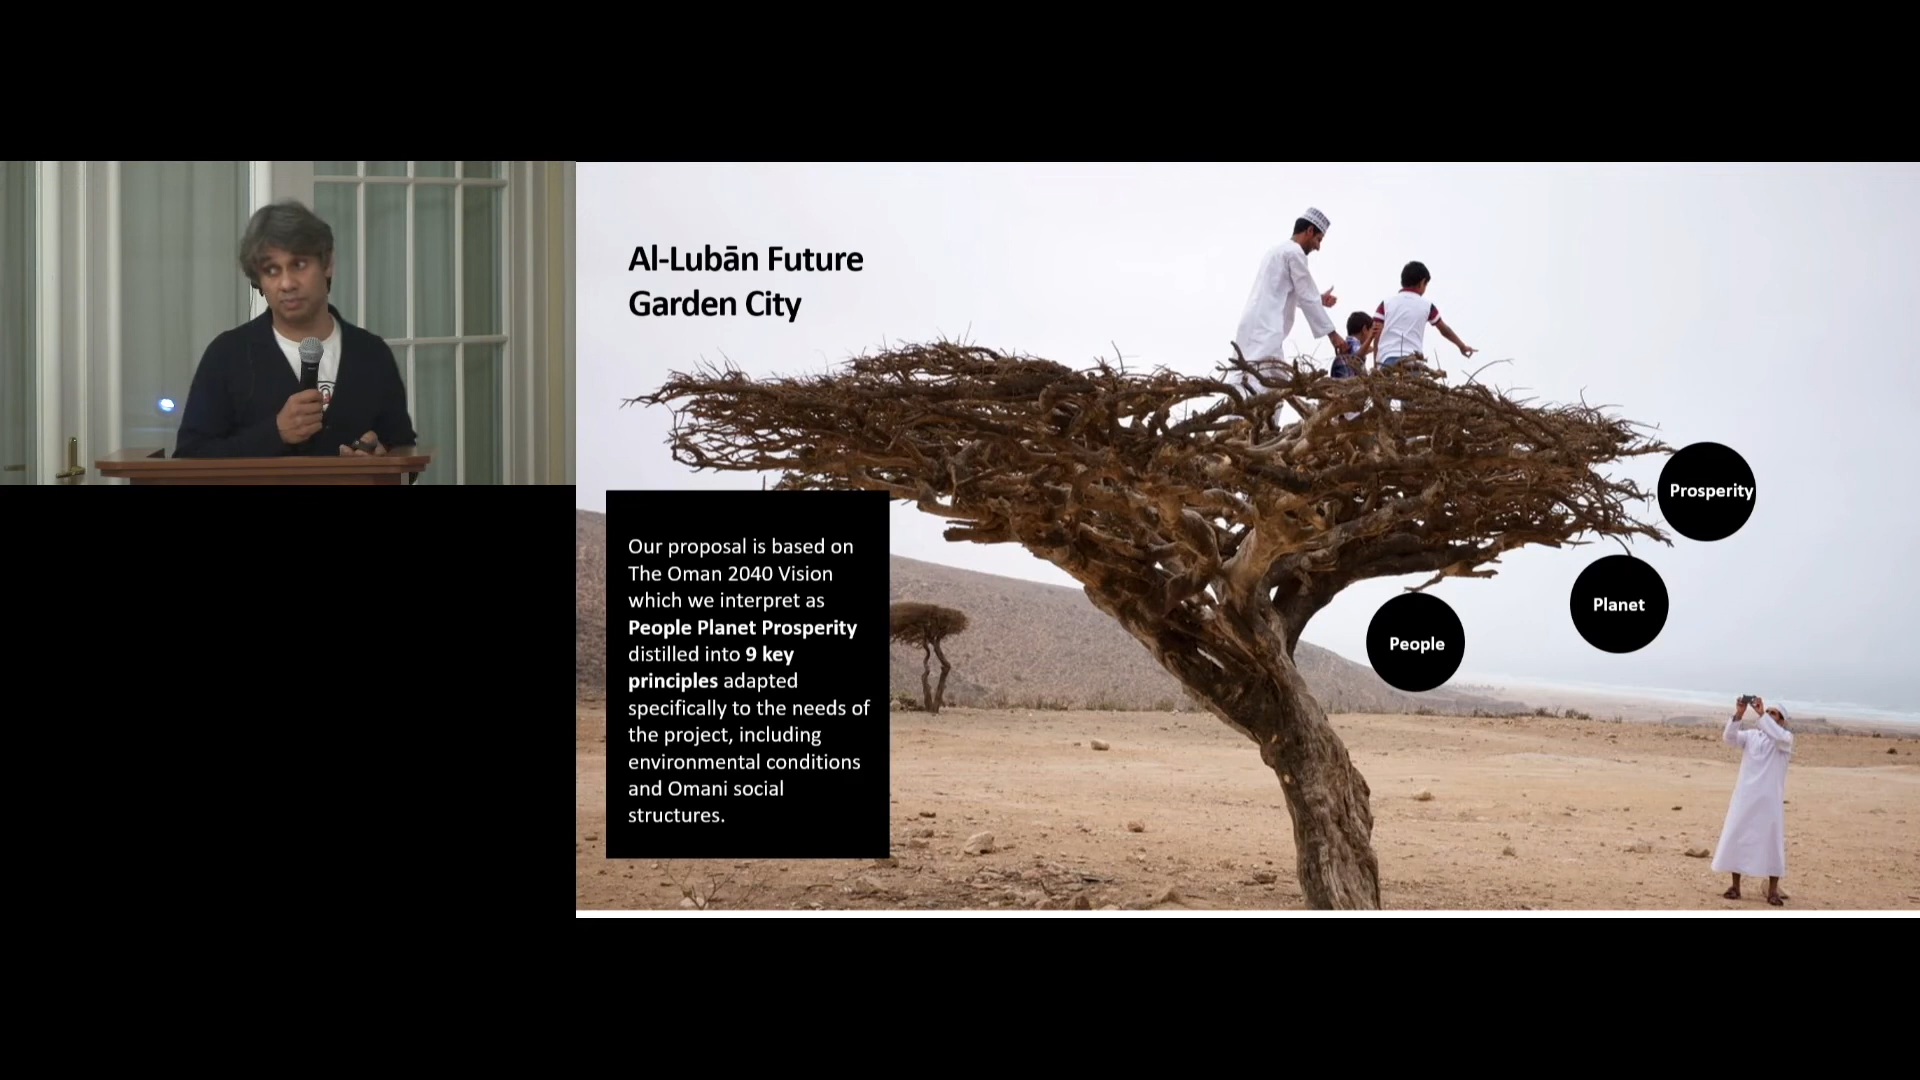 Al-Lubān Future
Garden City
Our proposal is based on
The Oman 2040 Vision
which we interpret as
People Planet Prosperity
distilled into 9 key
principles adapted
specifically to the needs of
the project, including
environmental conditions
and Omani social
structures.
Prosperity
Planet
People